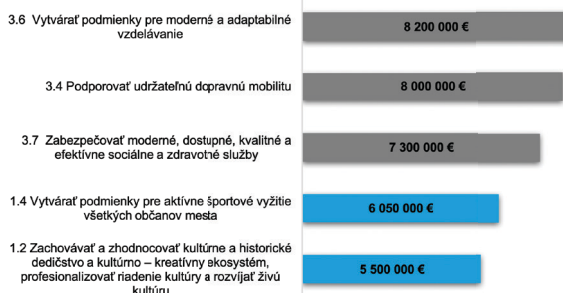 3.6 Vytvárať podmienky pre moderné a adaptabilné
vzdelávanie
8 200 000 €
3.4 Podporovať udržateľnú dopravnú mobilitu
8 000 000 €
3.7 Zabezpečovať moderné, dostupné, kvalitné a
efektívne sociálne a zdravotné služby
7 300 000 €
1.4 Vytvárať podmienky pre aktívne športové vyžitie
všetkých občanov mesta
6 050 000 €
1.2 Zachovávať a zhodnocovať kultúrne a historické
dedičstvo a kultúrno – kreatívny ekosystém,
profesionalizovať riadenie kultúry a rozvíjať živú
kultúru
5 500 000 €